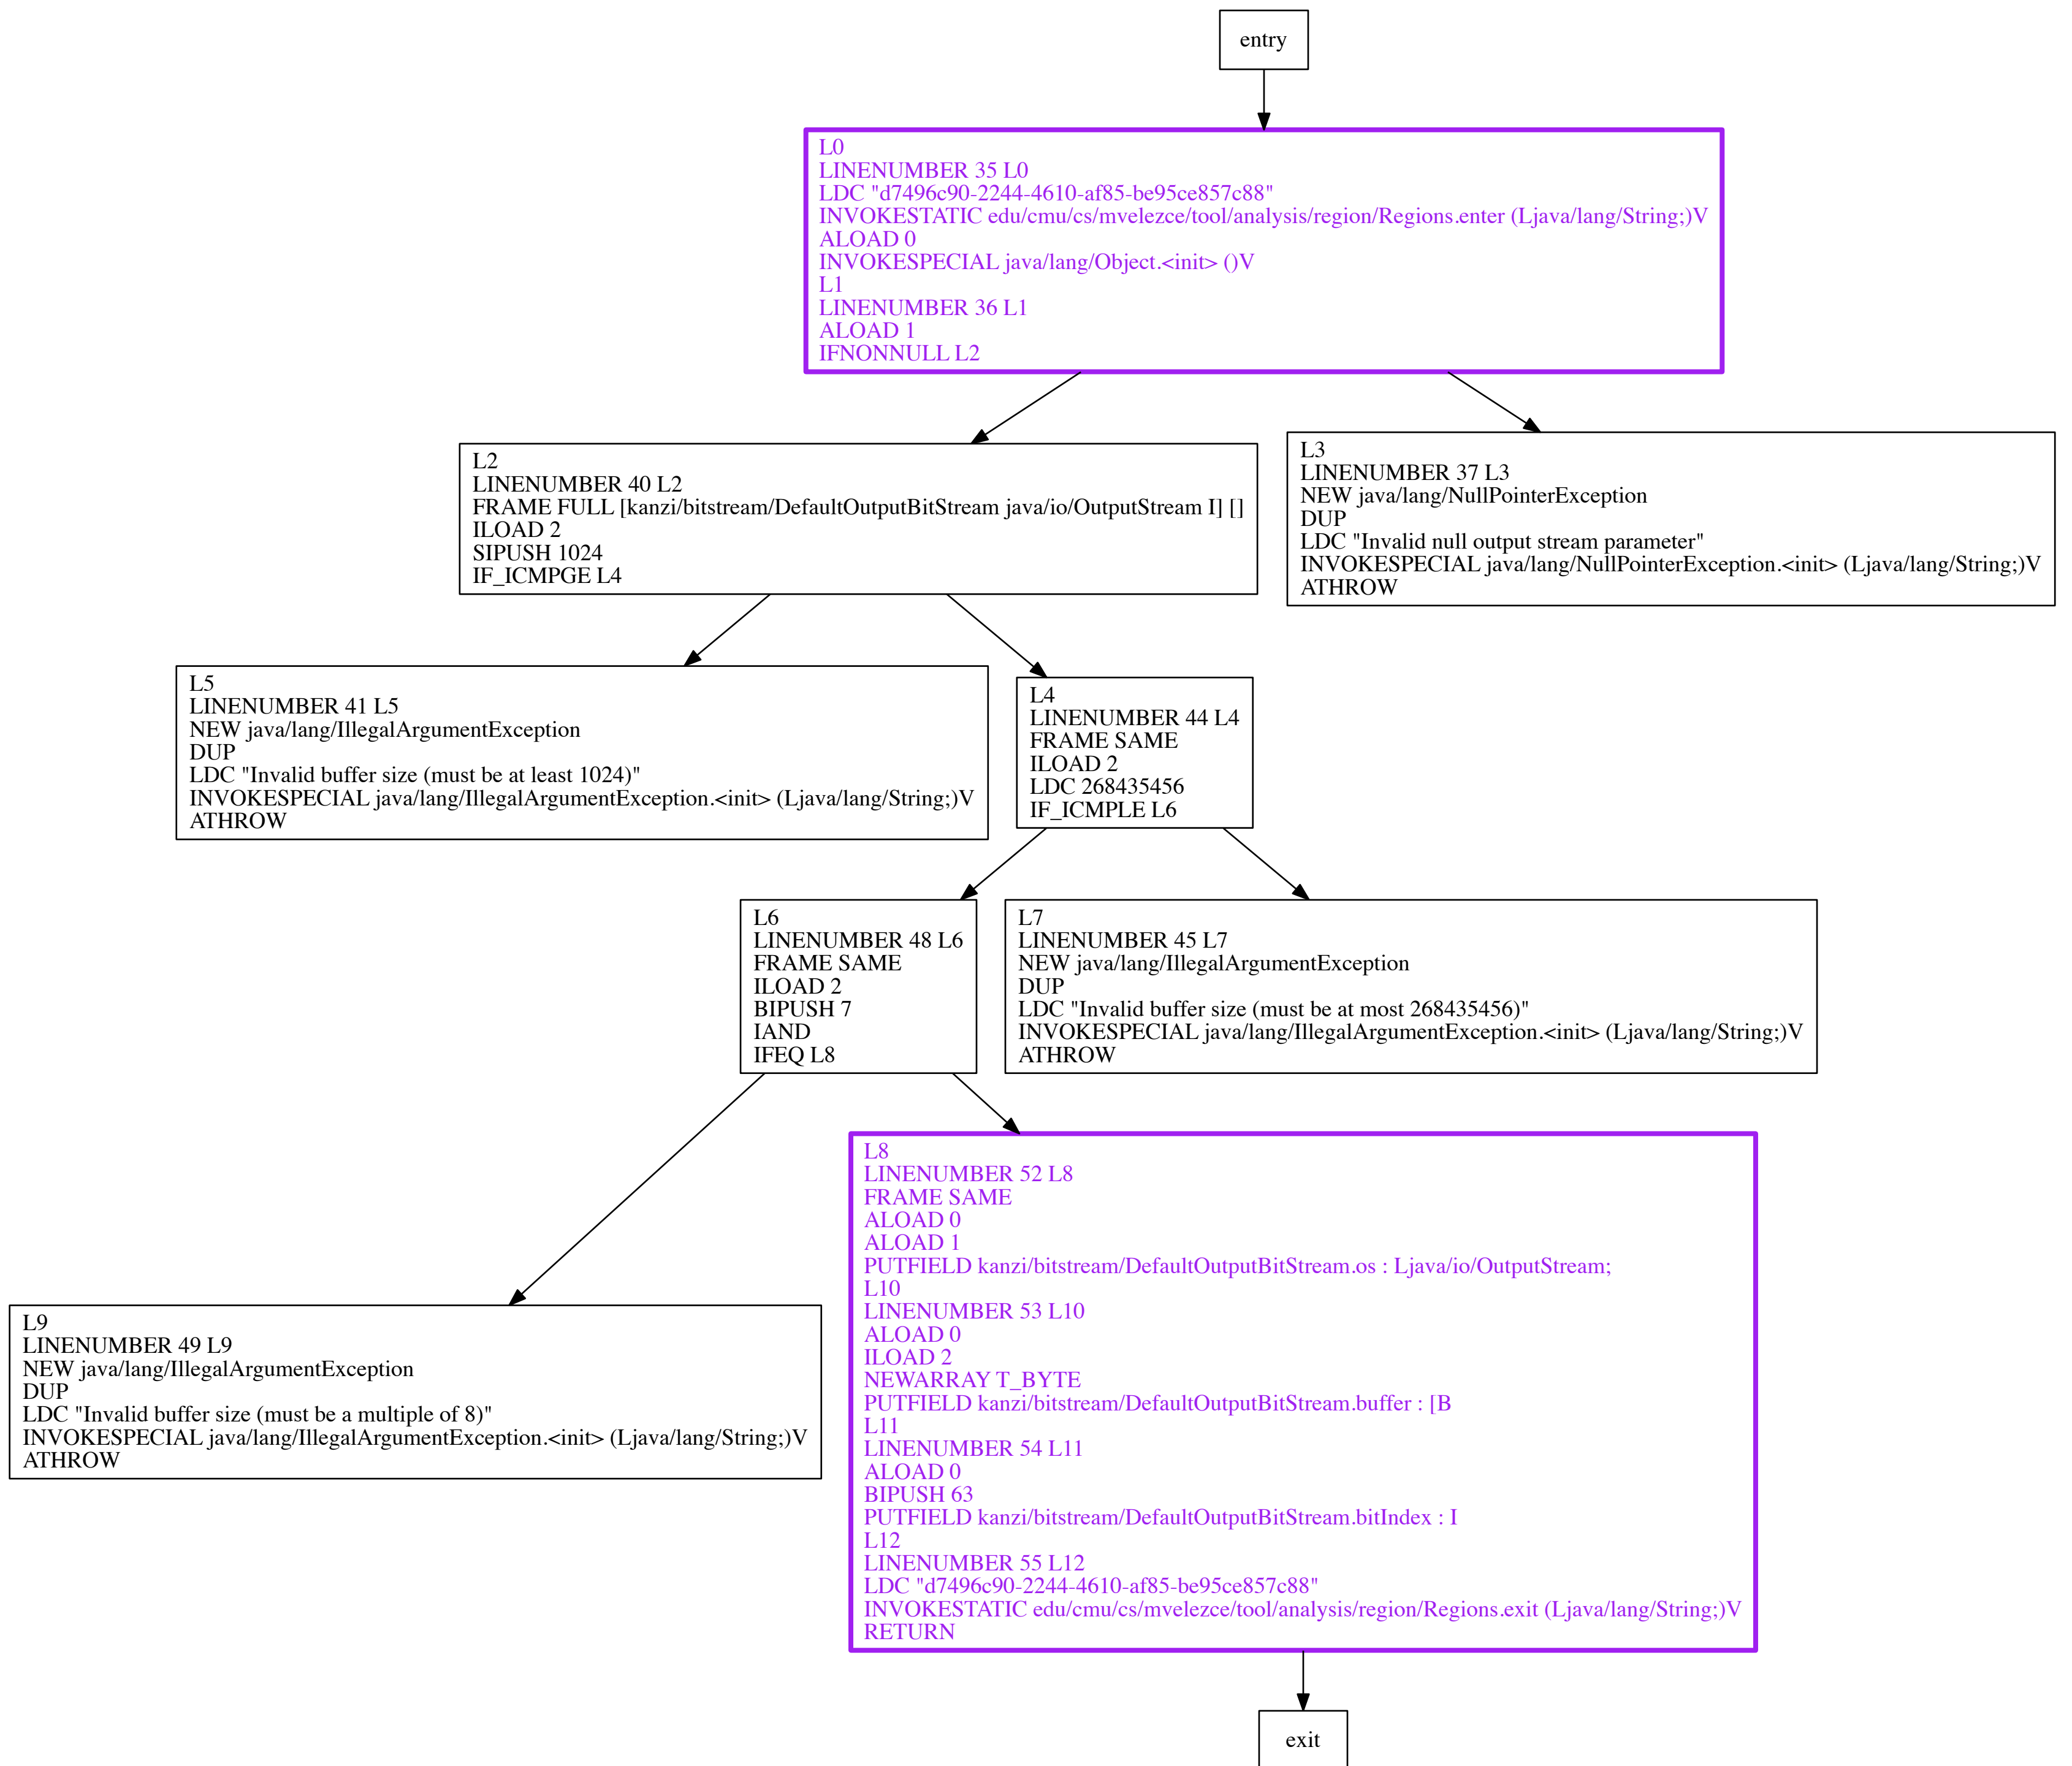 entry
L0
LINENUMBER 35 L0
LDC "d7496c90-2244-4610-af85-be95ce857c88"
INVOKESTATIC edu/cmu/cs/mvelezce/tool/analysis/region/Regions.enter (Ljava/lang/String;)V
ALOAD 0
INVOKESPECIAL java/lang/Object.<init> ()V
L1
LINENUMBER 36 L1
ALOAD 1
IFNONNULL L2
L2
LINENUMBER 40 L2
FRAME FULL [kanzi/bitstream/DefaultOutputBitStream java/io/OutputStream I] []
ILOAD 2
SIPUSH 1024
IF_ICMPGE L4
L3
LINENUMBER 37 L3
NEW java/lang/NullPointerException
DUP
LDC "Invalid null output stream parameter"
INVOKESPECIAL java/lang/NullPointerException.<init> (Ljava/lang/String;)V
ATHROW
L5
LINENUMBER 41 L5
NEW java/lang/IllegalArgumentException
DUP
LDC "Invalid buffer size (must be at least 1024)"
INVOKESPECIAL java/lang/IllegalArgumentException.<init> (Ljava/lang/String;)V
ATHROW
L4
LINENUMBER 44 L4
FRAME SAME
ILOAD 2
LDC 268435456
IF_ICMPLE L6
L6
LINENUMBER 48 L6
FRAME SAME
ILOAD 2
BIPUSH 7
IAND
IFEQ L8
L7
LINENUMBER 45 L7
NEW java/lang/IllegalArgumentException
DUP
LDC "Invalid buffer size (must be at most 268435456)"
INVOKESPECIAL java/lang/IllegalArgumentException.<init> (Ljava/lang/String;)V
ATHROW
L9
LINENUMBER 49 L9
NEW java/lang/IllegalArgumentException
DUP
LDC "Invalid buffer size (must be a multiple of 8)"
INVOKESPECIAL java/lang/IllegalArgumentException.<init> (Ljava/lang/String;)V
ATHROW
L8
LINENUMBER 52 L8
FRAME SAME
ALOAD 0
ALOAD 1
PUTFIELD kanzi/bitstream/DefaultOutputBitStream.os : Ljava/io/OutputStream;
L10
LINENUMBER 53 L10
ALOAD 0
ILOAD 2
NEWARRAY T_BYTE
PUTFIELD kanzi/bitstream/DefaultOutputBitStream.buffer : [B
L11
LINENUMBER 54 L11
ALOAD 0
BIPUSH 63
PUTFIELD kanzi/bitstream/DefaultOutputBitStream.bitIndex : I
L12
LINENUMBER 55 L12
LDC "d7496c90-2244-4610-af85-be95ce857c88"
INVOKESTATIC edu/cmu/cs/mvelezce/tool/analysis/region/Regions.exit (Ljava/lang/String;)V
RETURN
exit